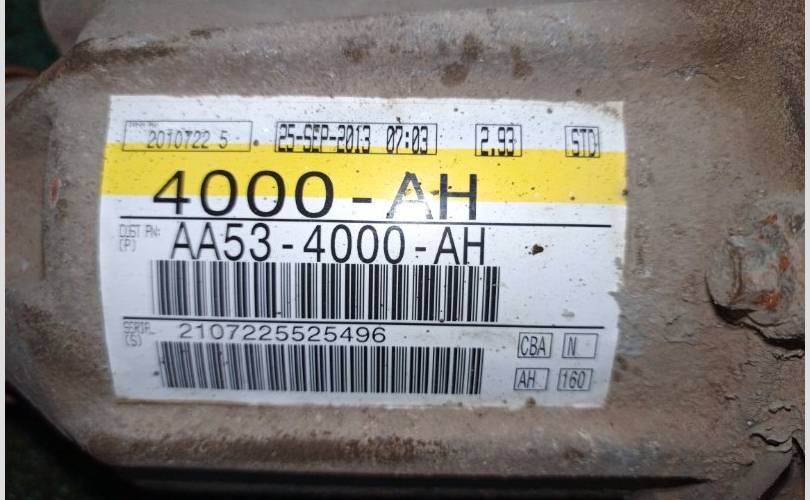 2010722 5 25-SEP-2013 07:03 2.93 STD
4000-AH
CUST PN:
(P) AA53-4000-AH
SERIAL
(S) 2107225525496
CBA N
AH 160